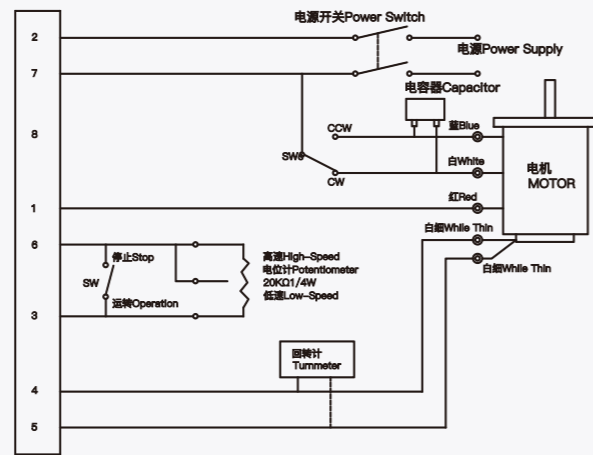 电源开关Power Switch
2
电源Power Supply
7
电容器Capacitor
8
CCW
蓝Blue
SWS
CW
白White
电机
MOTOR
1
红Red
白细While Thin
6
停止Stop
高速High-Speed
电位计Potentiometer
SW
20KΩ1/4W
运转Operation
低速Low-Speed
白细While Thin
3
回转计
Turnmeter
4
5